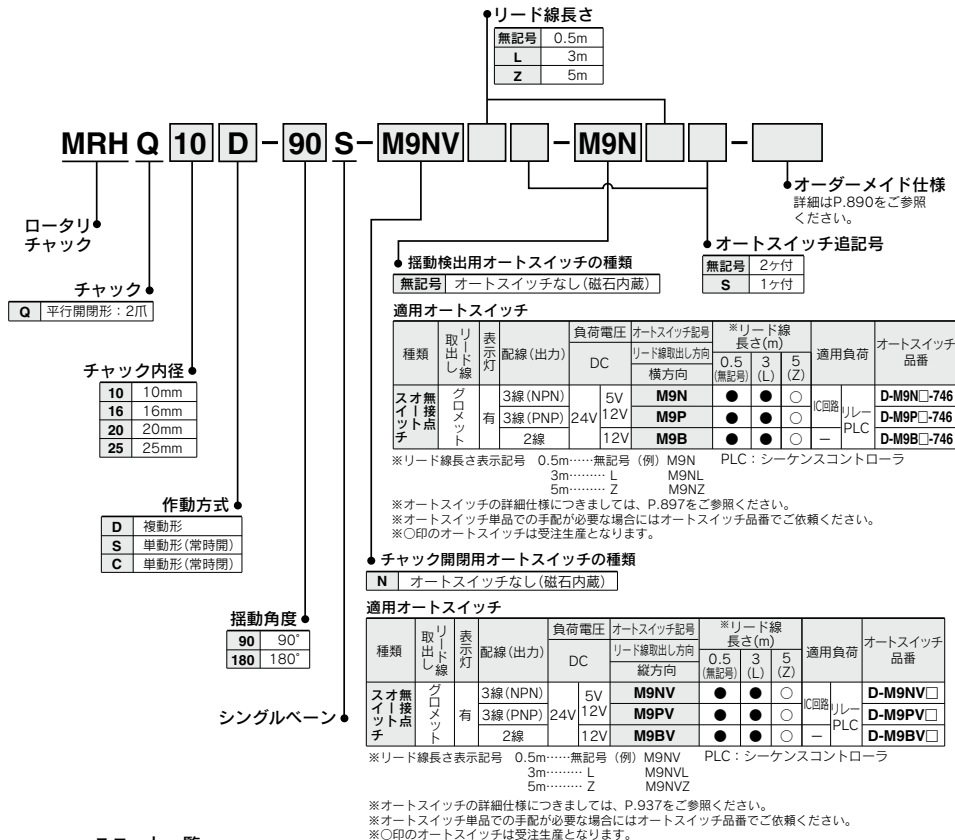 リード線長さ
無記号 0.5m
L 3m
Z 5m
MRH Q 10 D - 90 S - M9NV □ □ - M9N □ □ - □
オーダーメイド仕様
詳細はP.890をご参照
ください。
ロータリ
チャック
オートスイッチ追記号
無記号 2ヶ付
S 1ヶ付
チャック
Q 平行開閉形：2爪
チャック内径
10 10mm
16 16mm
20 20mm
25 25mm
作動方式
D 複動形
S 単動形(常時開)
C 単動形(常時閉)
揺動角度
90 90°
180 180°
シングルベーン
揺動検出用オートスイッチの種類
無記号 オートスイッチなし(磁石内蔵)
適用オートスイッチ
種類 リード線取出し 表示灯 配線(出力) 負荷電圧 DC オートスイッチ記号 リード線取出し方向 横方向 ※リード線長さ(m) 0.5(無記号) 3(L) 5(Z) 適用負荷 オートスイッチ品番
無接点オートスイッチ グロメット 有 3線(NPN) 24V 5V 12V M9N ● ● ○ IC回路 リレー PLC D-M9N□-746
3線(PNP) M9P ● ● ○ D-M9P□-746
2線 12V M9B ● ● ○ － D-M9B□-746
※リード線長さ表示記号 0.5m……無記号 (例) M9N PLC：シーケンスコントローラ
3m……… L M9NL
5m……… Z M9NZ
※オートスイッチの詳細仕様につきましては、P.897をご参照ください。
※オートスイッチ単品での手配が必要な場合にはオートスイッチ品番でご依頼ください。
※○印のオートスイッチは受注生産となります。
チャック開閉用オートスイッチの種類
N オートスイッチなし(磁石内蔵)
適用オートスイッチ
種類 リード線取出し 表示灯 配線(出力) 負荷電圧 DC オートスイッチ記号 リード線取出し方向 縦方向 ※リード線長さ(m) 0.5(無記号) 3(L) 5(Z) 適用負荷 オートスイッチ品番
無接点オートスイッチ グロメット 有 3線(NPN) 24V 5V 12V M9NV ● ● ○ IC回路 リレー PLC D-M9NV□
3線(PNP) M9PV ● ● ○ D-M9PV□
2線 12V M9BV ● ● ○ － D-M9BV□
※リード線長さ表示記号 0.5m……無記号 (例) M9NV PLC：シーケンスコントローラ
3m……… L M9NVL
5m……… Z M9NVZ
※オートスイッチの詳細仕様につきましては、P.937をご参照ください。
※オートスイッチ単品での手配が必要な場合にはオートスイッチ品番でご依頼ください。
※○印のオートスイッチは受注生産となります。